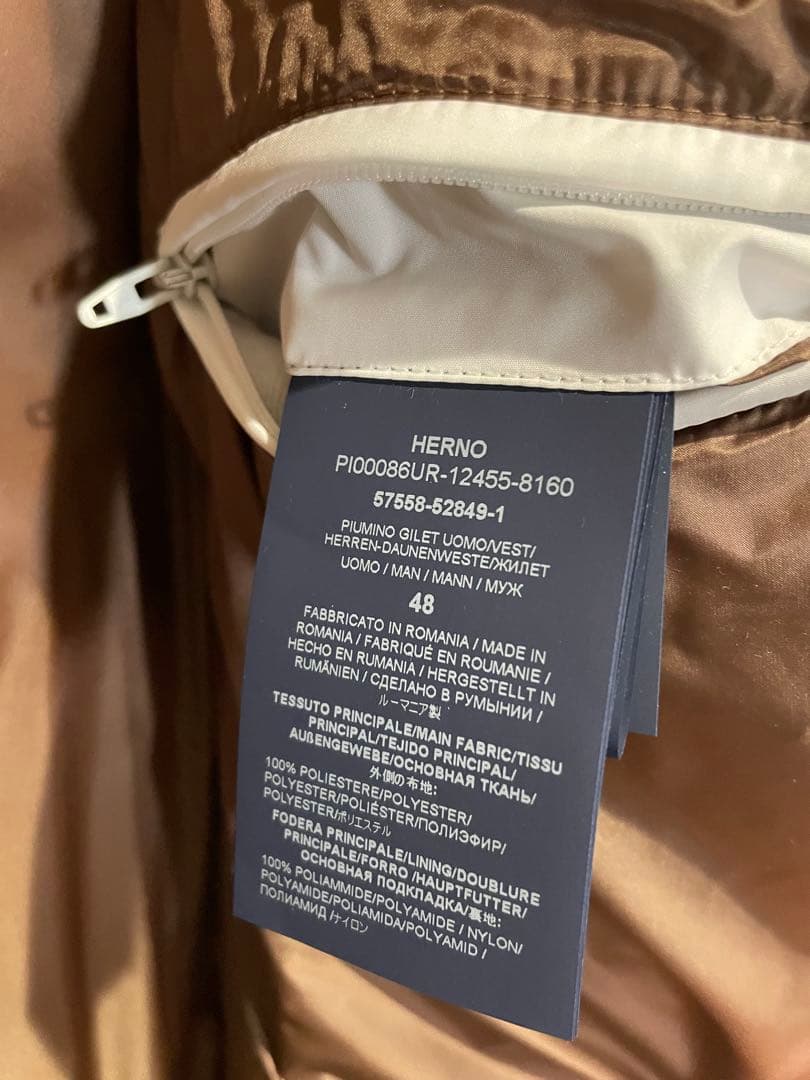 HERNO
PI00086UR-12455-8160
57558-52849-1
PIUMINO GILET UOMO/VEST/
HERREN-DAUNENWESTE/ЖИЛЕТ
UOMO / MAN / MANN / МУЖ
48
FABBRICATO IN ROMANIA / MADE IN
ROMANIA / FABRIQUÉ EN ROUMANIE /
HECHO EN RUMANIA / HERGESTELLT IN
RUMÄNIEN / СДЕЛАНО В РУМЫНИИ /
ルーマニア製
TESSUTO PRINCIPALE/MAIN FABRIC/TISSU
PRINCIPAL/TEJIDO PRINCIPAL/
AUßENGEWEBE/ОСНОВНАЯ ТКАНЬ/
外側の布地:
100% POLIESTERE/POLYESTER/
POLYESTER/POLIÉSTER/ПОЛИЭФИР/
POLYESTER/ポリエステル
FODERA PRINCIPALE/LINING/DOUBLURE
PRINCIPALE/FORRO /HAUPTFUTTER/
ОСНОВНАЯ ПОДКЛАДКА/裏地:
100% POLIAMMIDE/POLYAMIDE / NYLON/
POLYAMIDE/POLIAMIDA/POLYAMID /
ПОЛИАМИД /ナイロン